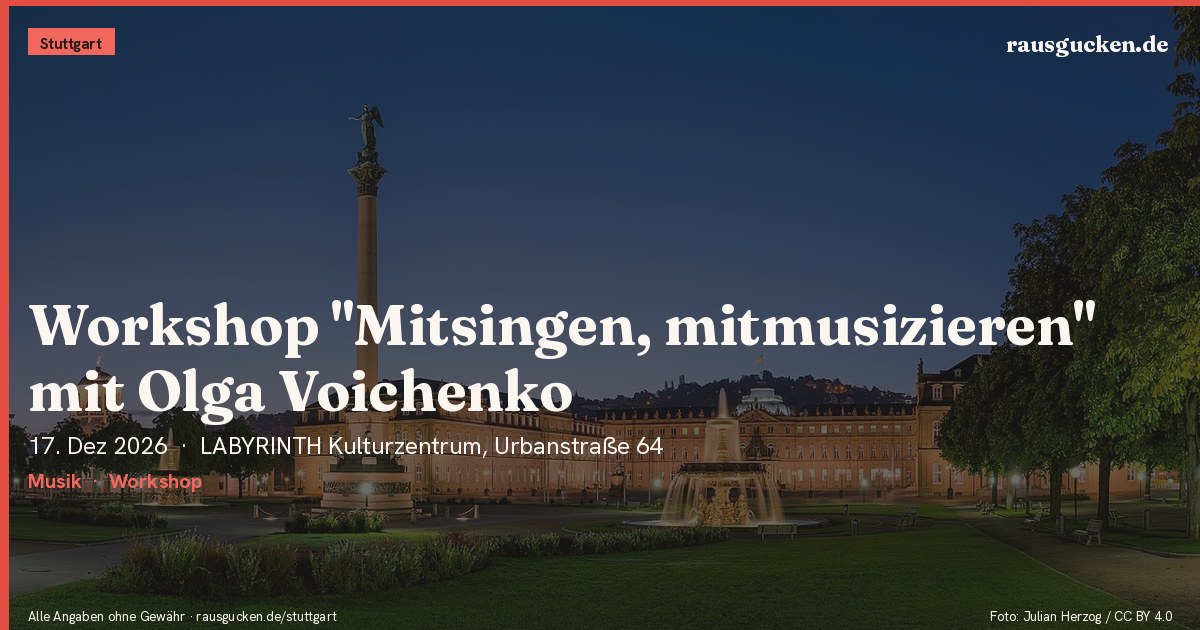 Stuttgart
rausgucken.de
Workshop "Mitsingen, mitmusizieren"
mit Olga Voichenko
17. Dez 2026 · LABYRINTH Kulturzentrum, Urbanstraße 64
Musik · Workshop
Alle Angaben ohne Gewähr · rausgucken.de/stuttgart
Foto: Julian Herzog / CC BY 4.0